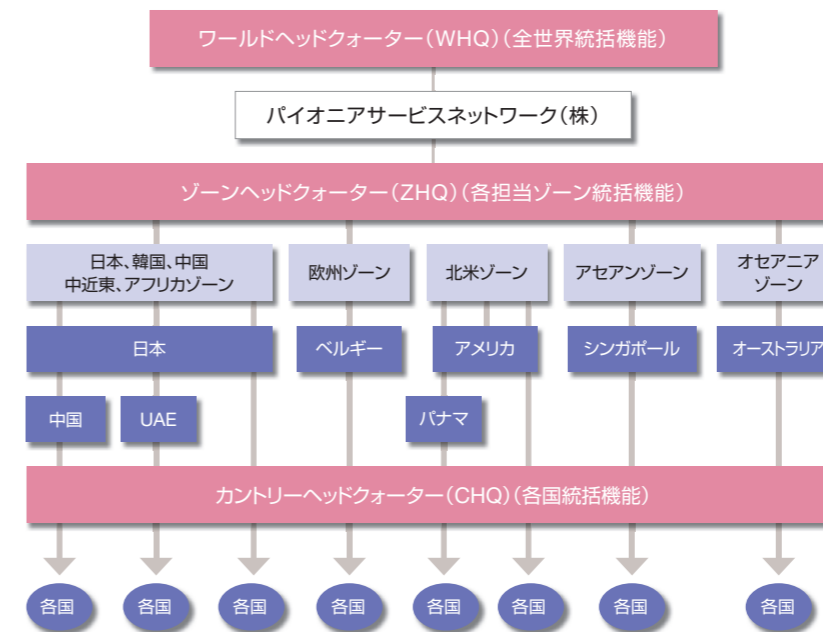 ワールドヘッドクォーター（WHQ）（全世界統括機能）
パイオニアサービスネットワーク（株）
ゾーンヘッドクォーター（ZHQ）（各担当ゾーン統括機能）
日本、韓国、中国
中近東、アフリカゾーン
欧州ゾーン
北米ゾーン
アセアンゾーン
オセアニア
ゾーン
日本
ベルギー
アメリカ
シンガポール
オーストラリア
中国
UAE
パナマ
カントリーヘッドクォーター（CHQ）（各国統括機能）
各国
各国
各国
各国
各国
各国
各国
各国